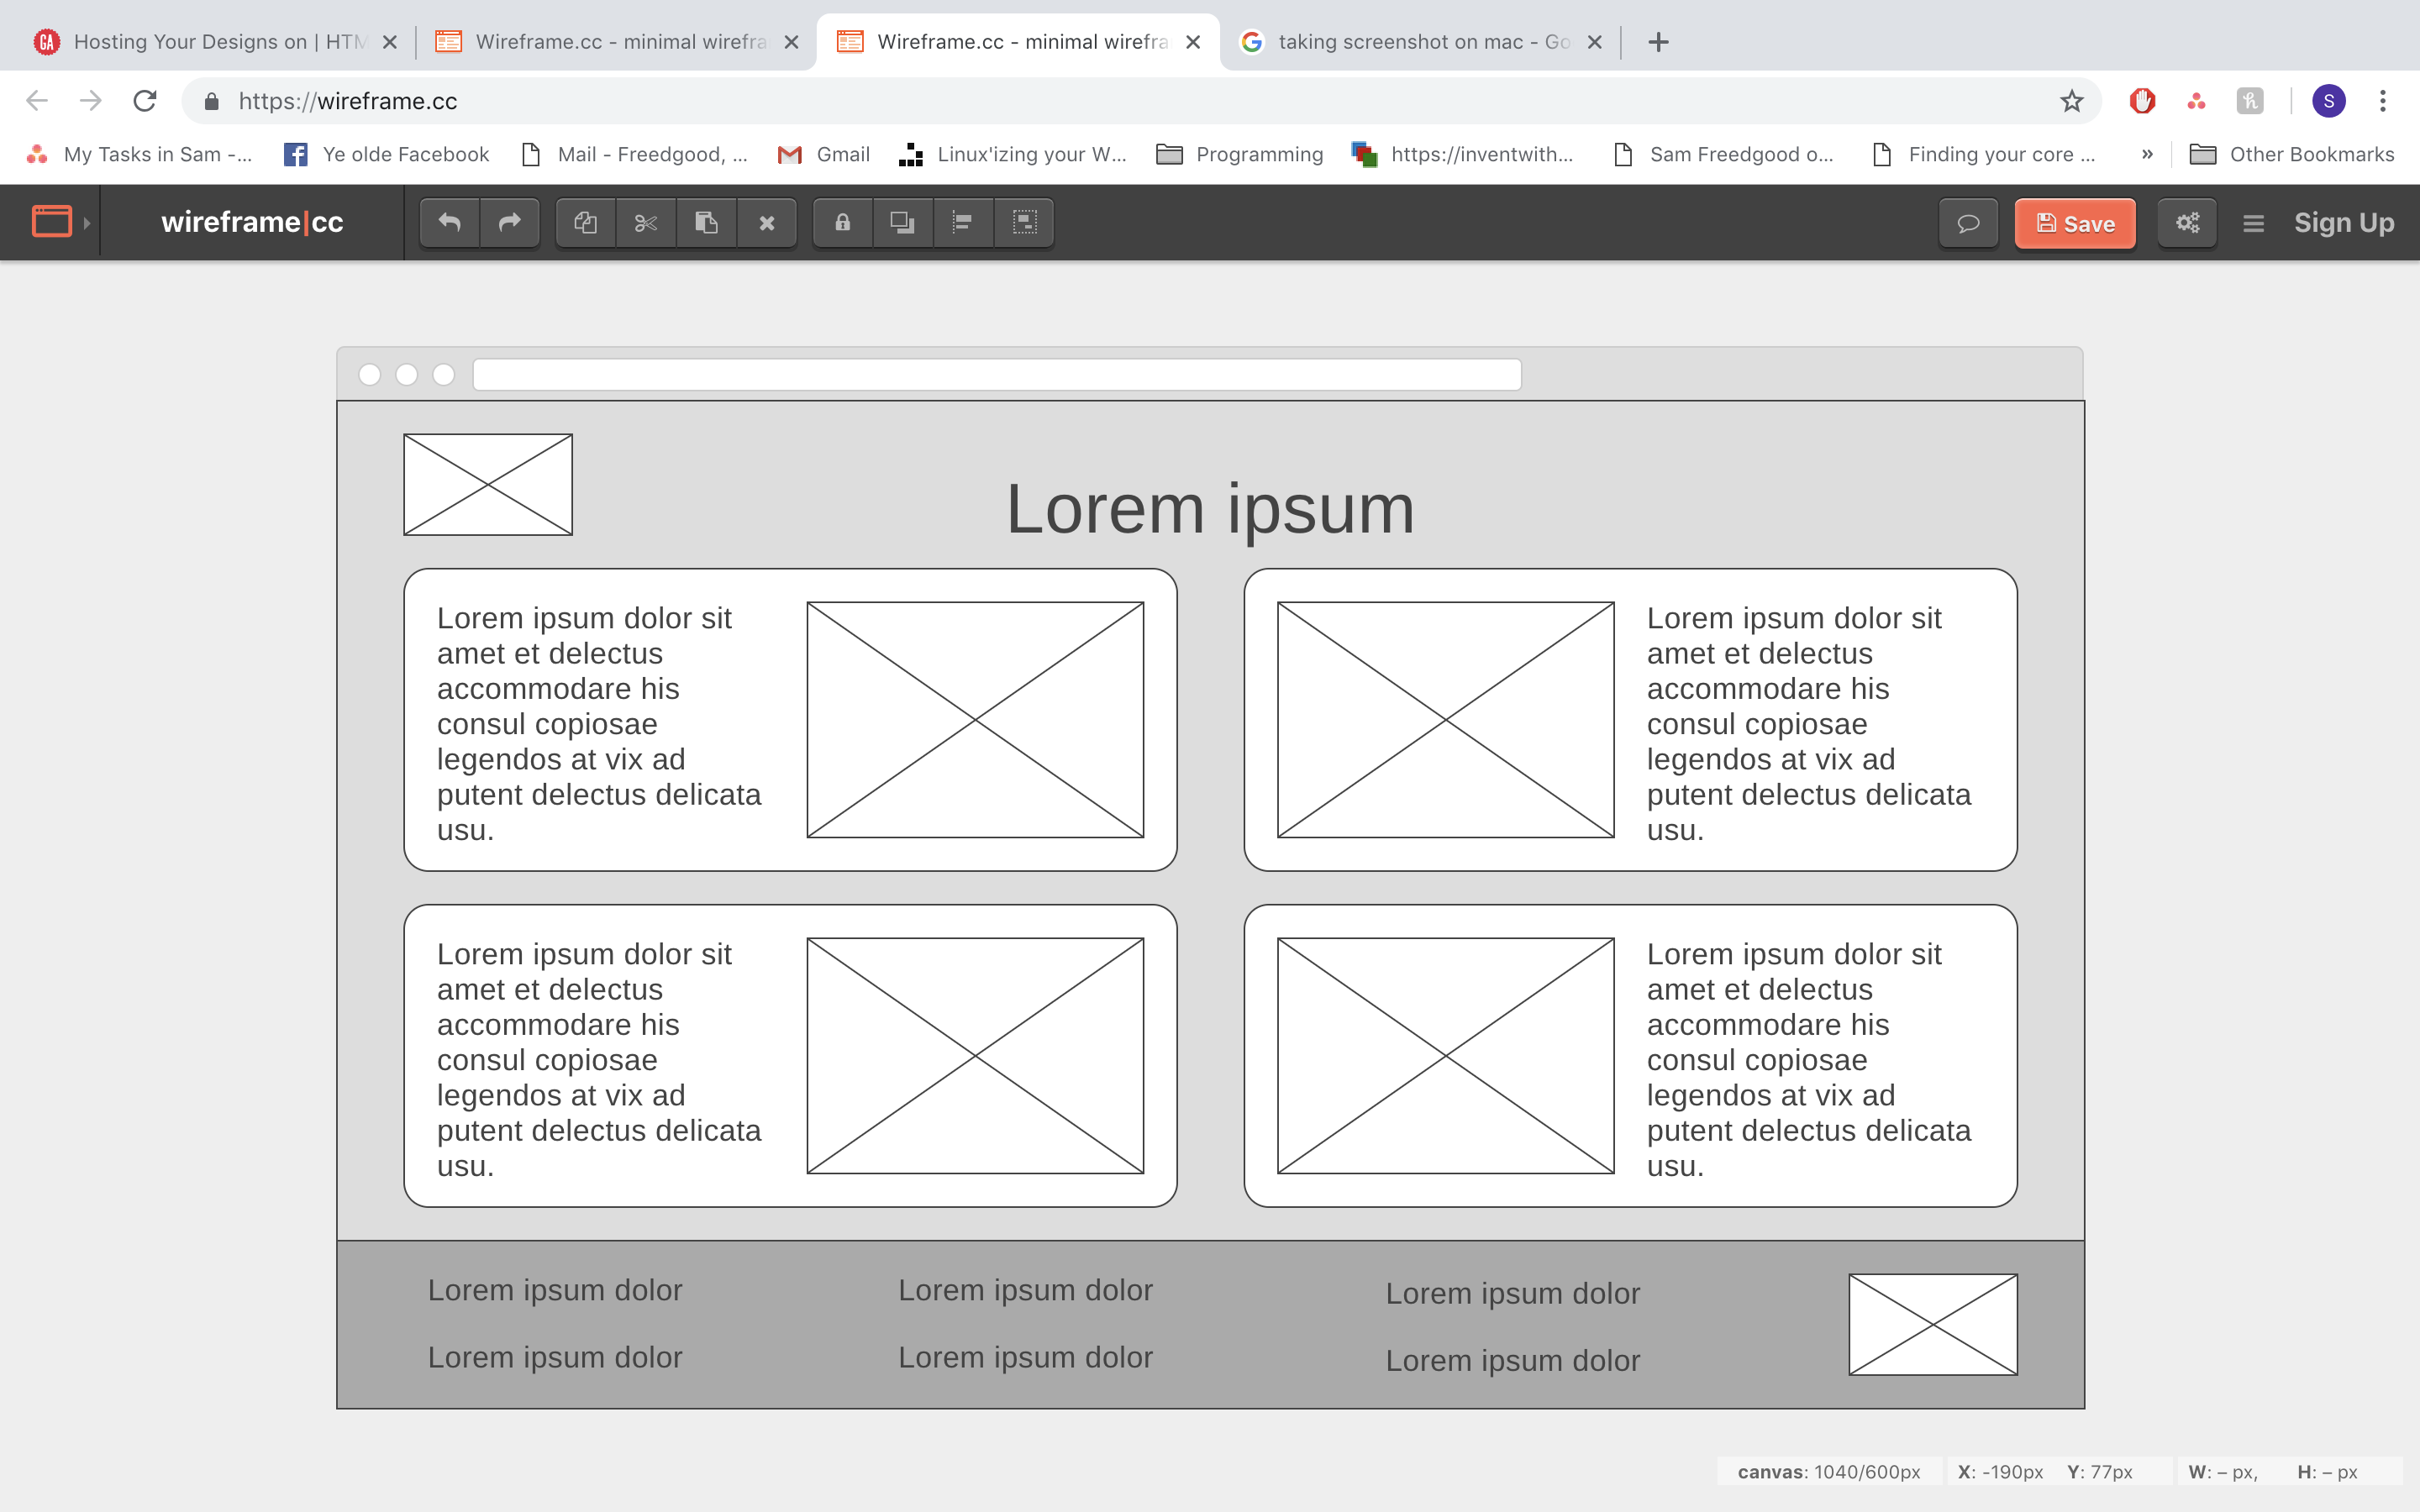 Hosting Your Designs on | HTM
Wireframe.cc - minimal wirefra
Wireframe.cc - minimal wirefra
taking screenshot on mac - Go
https://wireframe.cc
S
My Tasks in Sam -...
Ye olde Facebook
Mail - Freedgood, ...
Gmail
Linux'izing your W...
Programming
https://inventwith...
Sam Freedgood o...
Finding your core ...
»
Other Bookmarks
wireframe|cc
Save
Sign Up
Lorem ipsum
Lorem ipsum dolor sit
amet et delectus
accommodare his
consul copiosae
legendos at vix ad
putent delectus delicata
usu.
Lorem ipsum dolor sit
amet et delectus
accommodare his
consul copiosae
legendos at vix ad
putent delectus delicata
usu.
Lorem ipsum dolor sit
amet et delectus
accommodare his
consul copiosae
legendos at vix ad
putent delectus delicata
usu.
Lorem ipsum dolor sit
amet et delectus
accommodare his
consul copiosae
legendos at vix ad
putent delectus delicata
usu.
Lorem ipsum dolor
Lorem ipsum dolor
Lorem ipsum dolor
Lorem ipsum dolor
Lorem ipsum dolor
Lorem ipsum dolor
canvas: 1040/600px X: -190px Y: 77px W: – px, H: – px